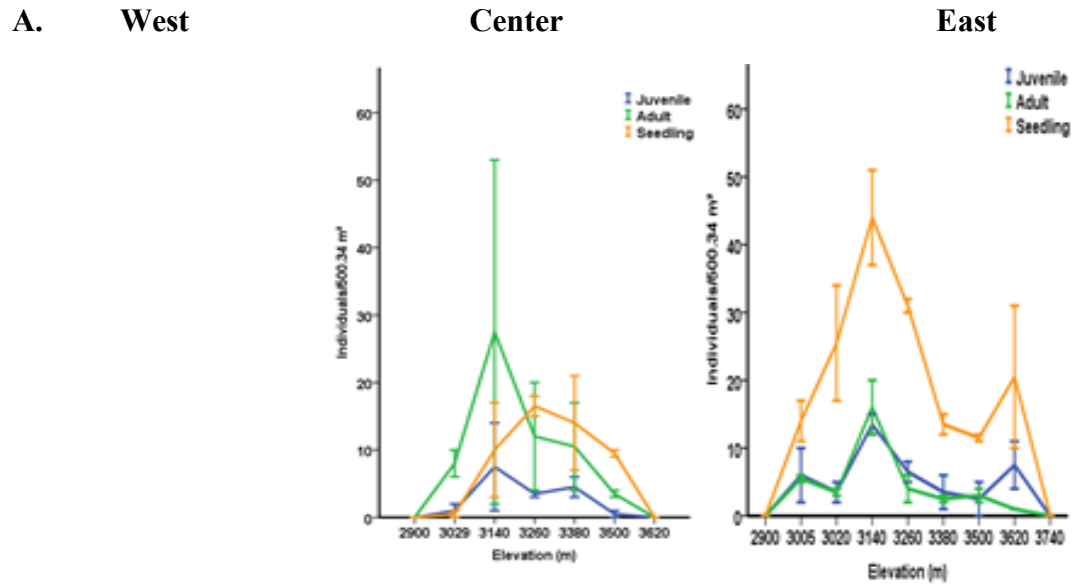 A. West Center East
Juvenile
Adult
Seedling
60
50
40
30
20
10
0
Individuals/500.34 m²
2900 3029 3140 3260 3380 3500 3620
Elevation (m)
Juvenile
Adult
Seedling
60
50
40
30
20
10
0
Individuals/500.34 m²
2900 3005 3020 3140 3260 3380 3500 3620 3740
Elevation (m)